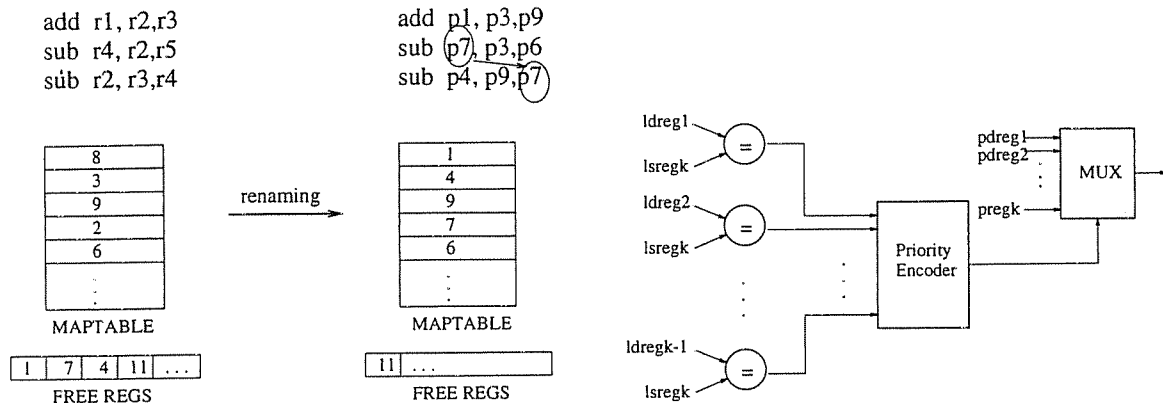 add r1, r2,r3
sub r4, r2,r5
sub r2, r3,r4
add p1, p3,p9
sub p7, p3,p6
sub p4, p9,p7
8
3
9
2
6
MAPTABLE
1 7 4 11 ...
FREE REGS
renaming
1
4
9
7
6
MAPTABLE
11 ...
FREE REGS
ldreg1
lsregk
=
ldreg2
lsregk
=
ldregk-1
lsregk
=
Priority
Encoder
pdreg1
pdreg2
pregk
MUX